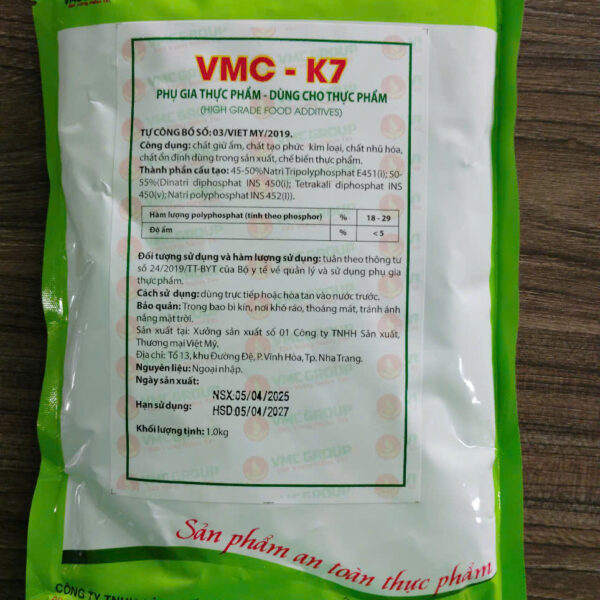 VMC - K7
PHỤ GIA THỰC PHẨM - DÙNG CHO THỰC PHẨM
(HIGH GRADE FOOD ADDITIVES)
TỰ CÔNG BỐ SỐ: 03/VIET MY/2019.
Công dụng: chất giữ ẩm, chất tạo phức kim loại, chất nhũ hóa,
chất ổn định dùng trong sản xuất, chế biến thực phẩm.
Thành phần cấu tạo: 45-50%Natri Tripolyphosphat E451(i); 50-
55%(Dinatri diphosphat INS 450(i); Tetrakali diphosphat INS
450(v); Natri polyphosphat INS 452(I)).
Hàm lượng polyphosphat (tính theo phosphor) % 18 - 29
Độ ẩm % < 5
Đối tượng sử dụng và hàm lượng sử dụng: tuân theo thông tư
số 24/2019/TT-BYT của Bộ y tế về quản lý và sử dụng phụ gia
thực phẩm.
Cách sử dụng: dùng trực tiếp hoặc hòa tan vào nước trước.
Bảo quản: Trong bao bì kín, nơi khô ráo, thoáng mát, tránh ánh
nắng mặt trời.
Sản xuất tại: Xưởng sản xuất số 01 Công ty TNHH Sản xuất,
Thương mại Việt Mỹ.
Địa chỉ: Tổ 13, khu Đường Đệ, P. Vĩnh Hòa, Tp. Nha Trang.
Nguyên liệu: Ngoại nhập.
Ngày sản xuất:
NSX:05/04/2025
Hạn sử dụng:
HSD:05/04/2027
Khối lượng tịnh: 1.0kg
VMC GROUP
Sản phẩm an toàn thực phẩm
CÔNG TY TNHH